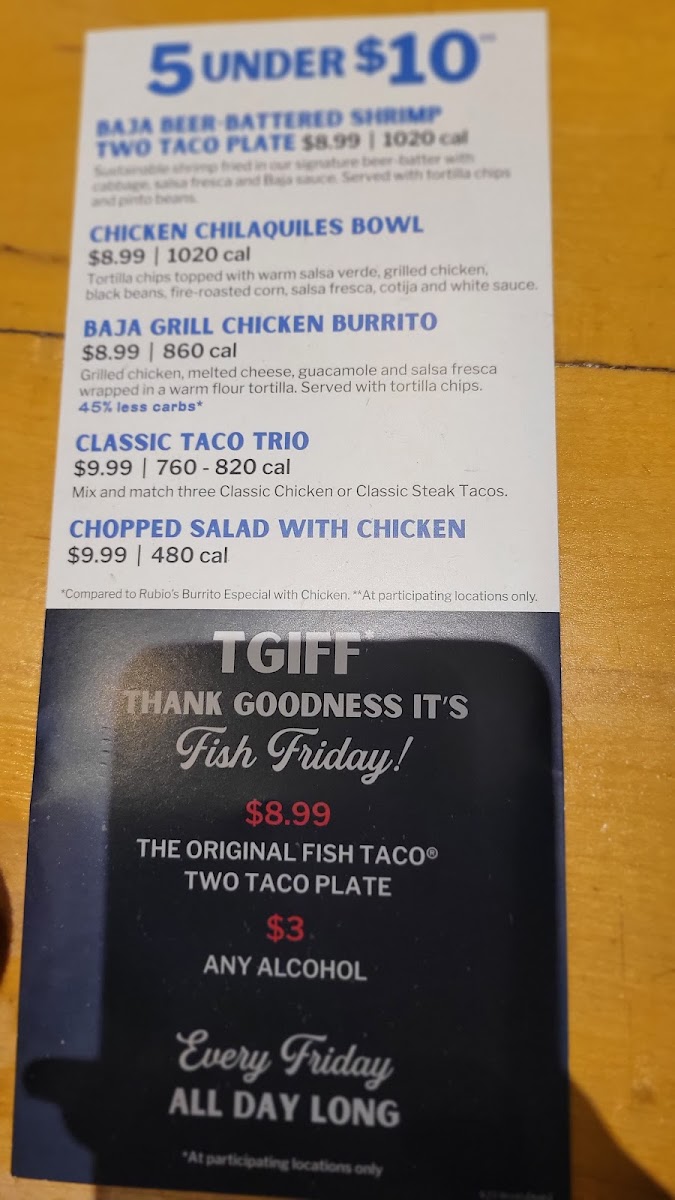 5 UNDER $10**
BAJA BEER-BATTERED SHRIMP
TWO TACO PLATE $8.99 | 1020 cal
Sustainable shrimp fried in our signature beer-batter with
cabbage, salsa fresca and Baja sauce. Served with tortilla chips
and pinto beans.
CHICKEN CHILAQUILES BOWL
$8.99 | 1020 cal
Tortilla chips topped with warm salsa verde, grilled chicken,
black beans, fire-roasted corn, salsa fresca, cotija and white sauce.
BAJA GRILL CHICKEN BURRITO
$8.99 | 860 cal
Grilled chicken, melted cheese, guacamole and salsa fresca
wrapped in a warm flour tortilla. Served with tortilla chips.
45% less carbs*
CLASSIC TACO TRIO
$9.99 | 760 - 820 cal
Mix and match three Classic Chicken or Classic Steak Tacos.
CHOPPED SALAD WITH CHICKEN
$9.99 | 480 cal
*Compared to Rubio's Burrito Especial with Chicken. **At participating locations only.
TGIFF*
THANK GOODNESS IT'S
Fish Friday!
$8.99
THE ORIGINAL FISH TACO®
TWO TACO PLATE
$3
ANY ALCOHOL
Every Friday
ALL DAY LONG
*At participating locations only